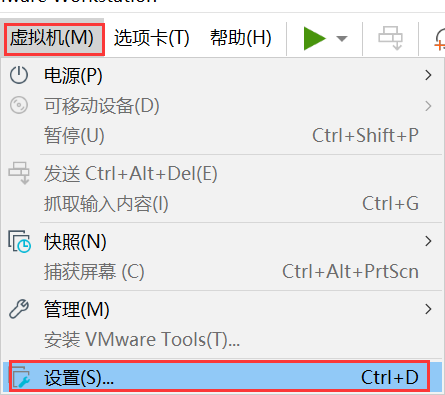 ware Workstation
虚拟机(M) 选项卡(T) 帮助(H)
电源(P)
可移动设备(D)
暂停(U) Ctrl+Shift+P
发送 Ctrl+Alt+Del(E)
抓取输入内容(I) Ctrl+G
快照(N)
捕获屏幕 (C) Ctrl+Alt+PrtScn
管理(M)
安装 VMware Tools(T)...
设置(S)... Ctrl+D